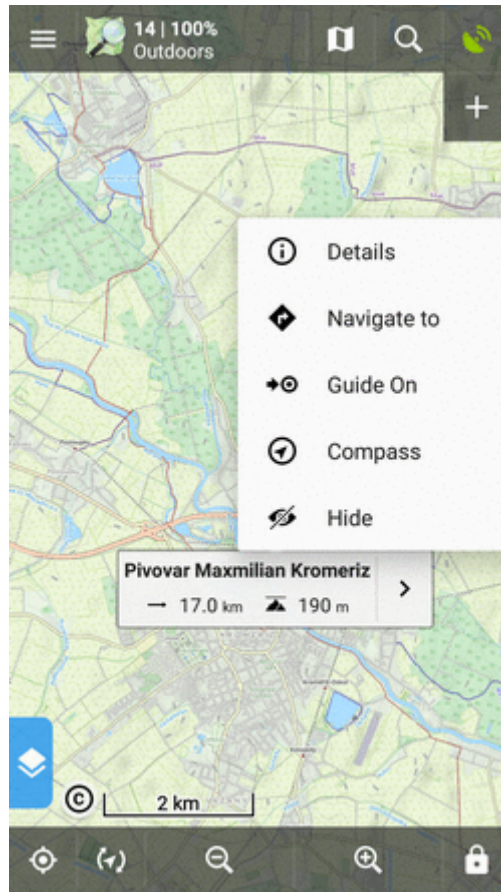 14 | 100%
Outdoors
Details
Navigate to
Guide On
Compass
Hide
Pivovar Maxmilian Kromeriz
17.0 km 190 m
©
2 km